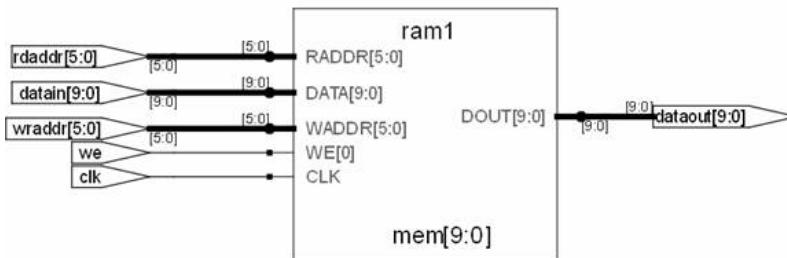 ram1
rdaddr[5:0] [5:0] [5:0] RADDR[5:0]
datain[9:0] [9:0] [9:0] DATA[9:0]
DOUT[9:0] [9:0] [9:0] dataout[9:0]
wraddr[5:0] [5:0] [5:0] WADDR[5:0]
we WE[0]
clk CLK
mem[9:0]